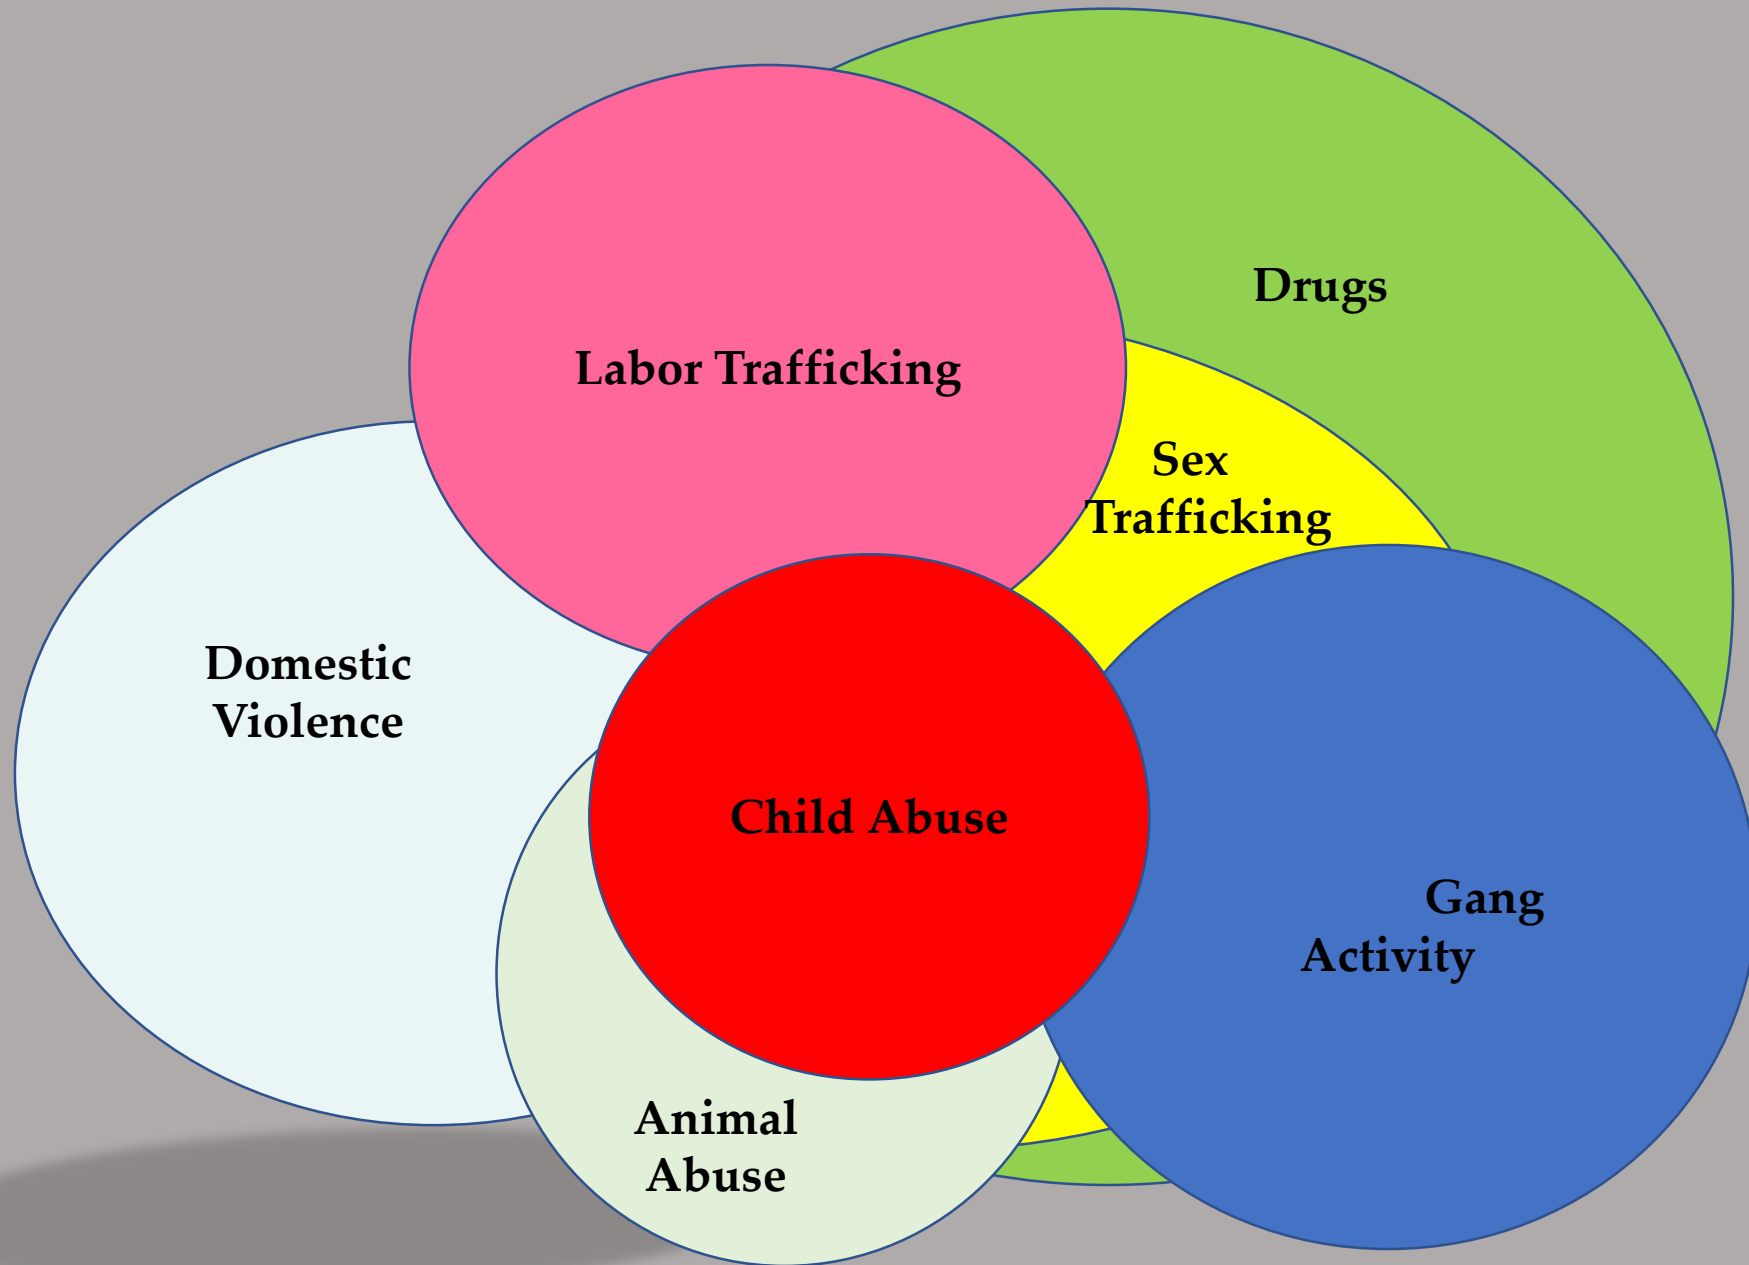 Drugs
Labor Trafficking
Sex
Trafficking
Domestic
Violence
Child Abuse
Gang
Activity
Animal
Abuse